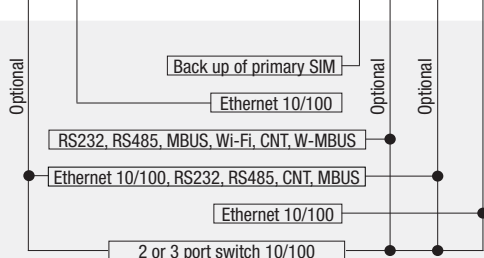 Back up of primary SIM
Optional
Optional
Optional
Ethernet 10/100
RS232, RS485, MBUS, Wi-Fi, CNT, W-MBUS
Ethernet 10/100, RS232, RS485, CNT, MBUS
Ethernet 10/100
2 or 3 port switch 10/100